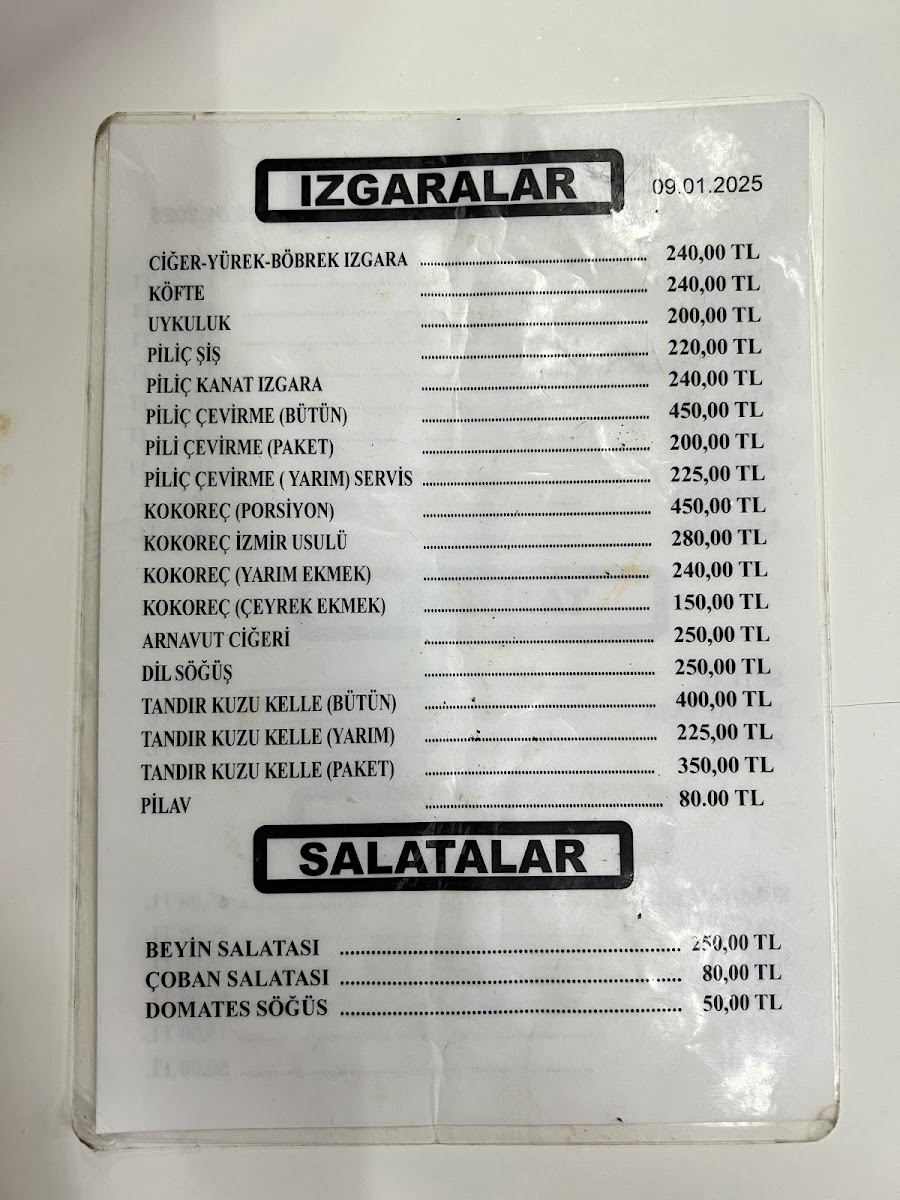 IZGARALAR
09.01.2025
CİĞER-YÜREK-BÖBREK IZGARA ........ 240,00 TL
KÖFTE ........ 240,00 TL
UYKULUK ........ 200,00 TL
PİLİÇ ŞİŞ ........ 220,00 TL
PİLİÇ KANAT IZGARA ........ 240,00 TL
PİLİÇ ÇEVİRME (BÜTÜN) ........ 450,00 TL
PİLİ ÇEVİRME (PAKET) ........ 200,00 TL
PİLİÇ ÇEVİRME ( YARIM) SERVİS ........ 225,00 TL
KOKOREÇ (PORSİYON) ........ 450,00 TL
KOKOREÇ İZMİR USULÜ ........ 280,00 TL
KOKOREÇ (YARIM EKMEK) ........ 240,00 TL
KOKOREÇ (ÇEYREK EKMEK) ........ 150,00 TL
ARNAVUT CİĞERİ ........ 250,00 TL
DİL SÖĞÜŞ ........ 250,00 TL
TANDIR KUZU KELLE (BÜTÜN) ........ 400,00 TL
TANDIR KUZU KELLE (YARIM) ........ 225,00 TL
TANDIR KUZU KELLE (PAKET) ........ 350,00 TL
PİLAV ........ 80.00 TL
SALATALAR
BEYİN SALATASI ........ 250,00 TL
ÇOBAN SALATASI ........ 80,00 TL
DOMATES SÖĞÜS ........ 50,00 TL